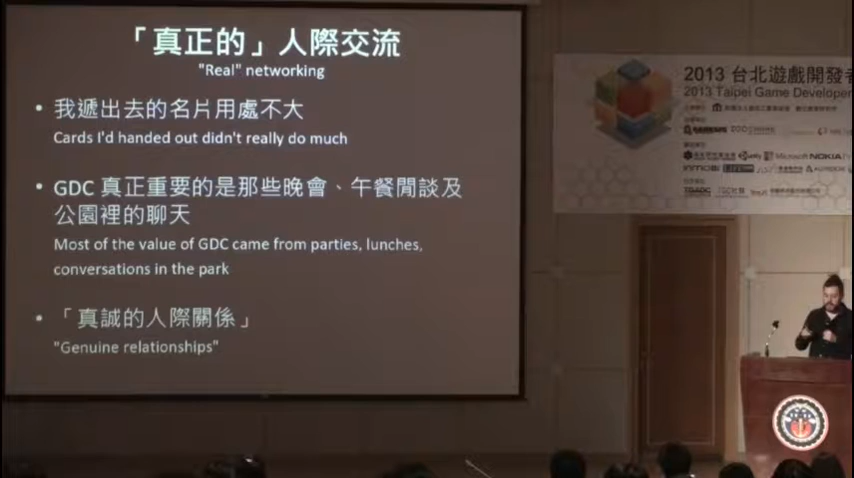 「真正的」人際交流
"Real" networking
• 我遞出去的名片用處不大
Cards I'd handed out didn't really do much
• GDC 真正重要的是那些晚會、午餐閒談及
公園裡的聊天
Most of the value of GDC came from parties, lunches,
conversations in the park
• 「真誠的人際關係」
"Genuine relationships"
2013 台北遊戲開發者
2013 Taipei Game Developer
unity Microsoft NOKIA
inmobi